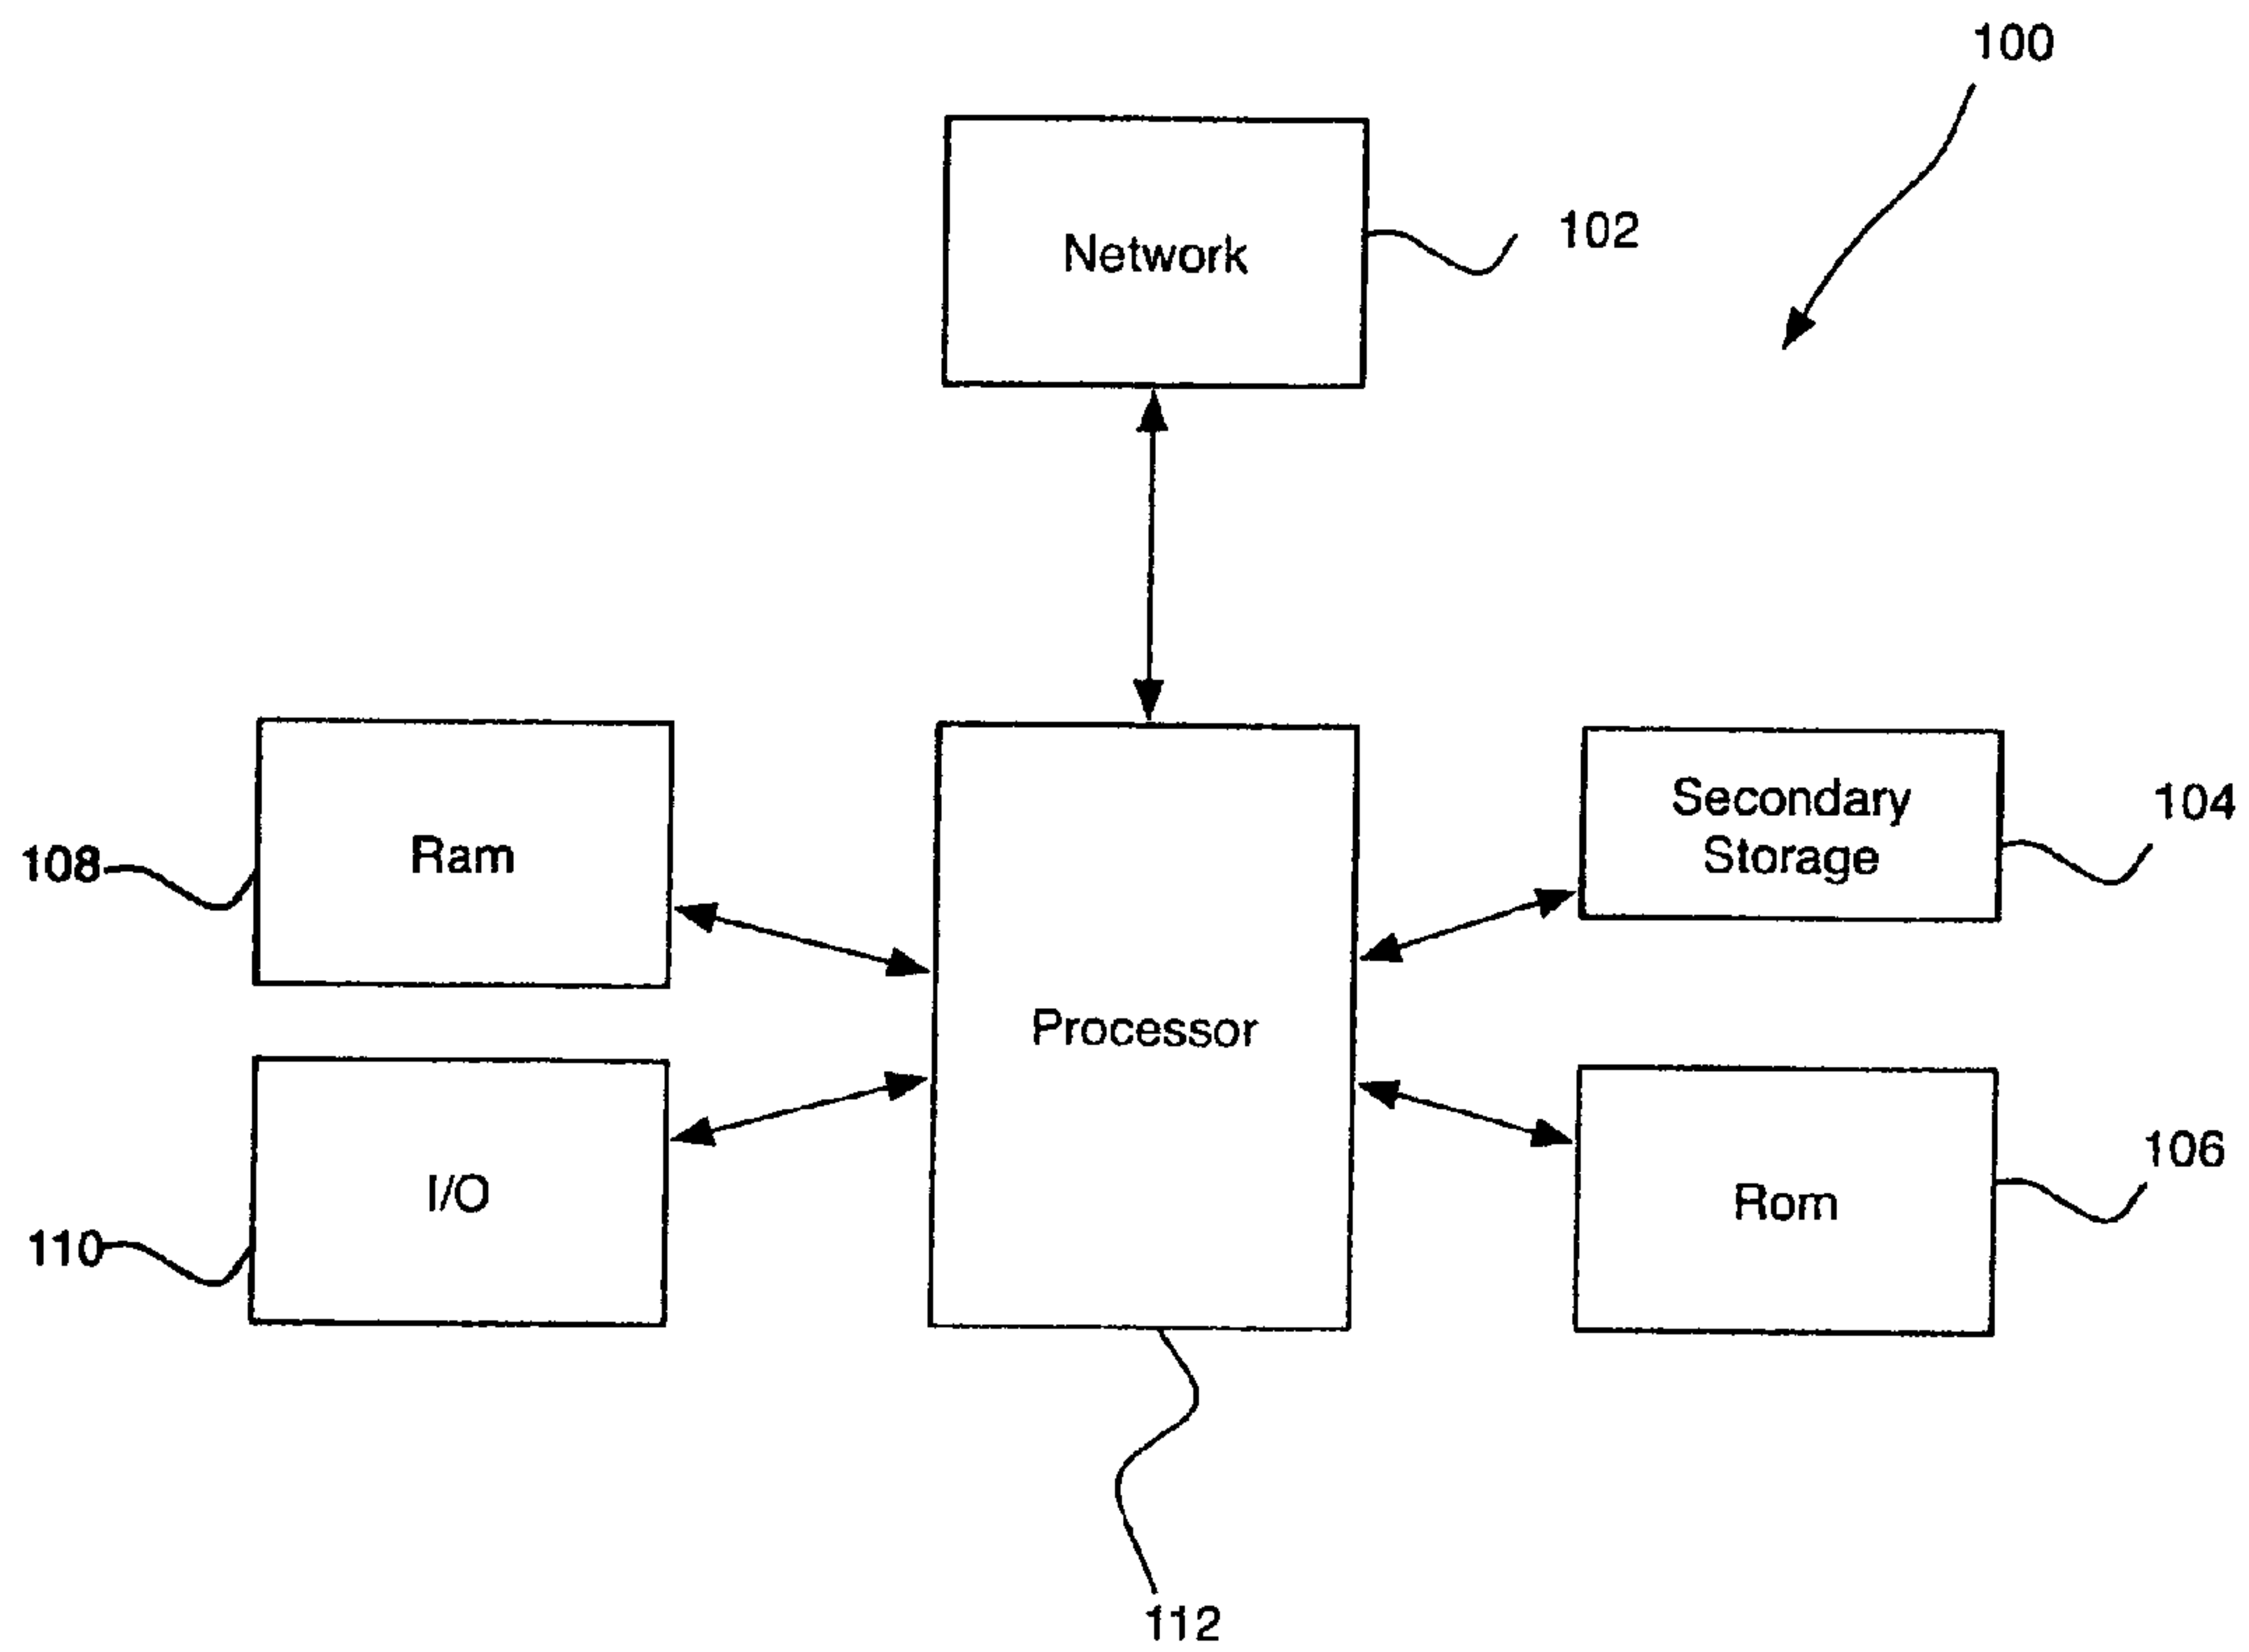 100
Network
102
Ram
108
Secondary
Storage
104
Processor
I/O
110
Rom
106
112